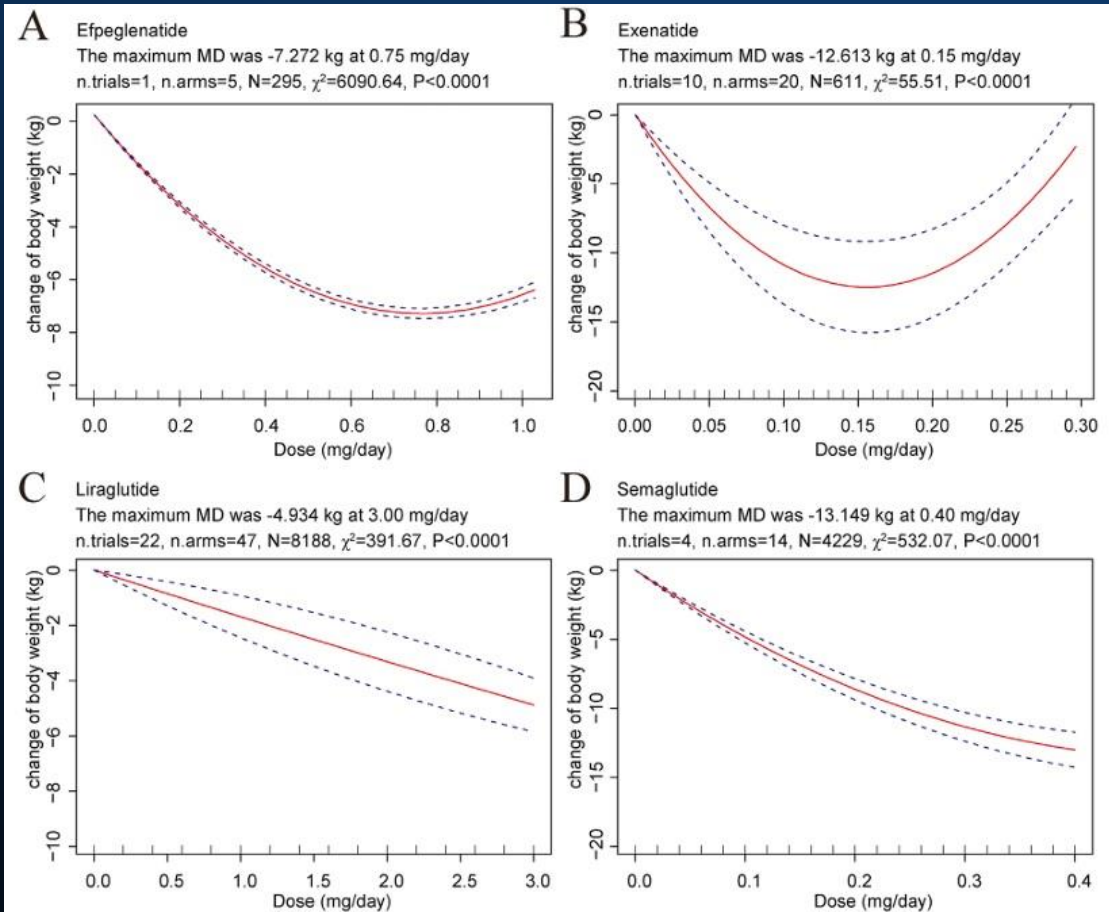 A
Efpeglenatide
The maximum MD was -7.272 kg at 0.75 mg/day
n.trials=1, n.arms=5, N=295, χ²=6090.64, P<0.0001
change of body weight (kg)
0
−2
−4
−6
−8
−10
0.0 0.2 0.4 0.6 0.8 1.0
Dose (mg/day)
B
Exenatide
The maximum MD was -12.613 kg at 0.15 mg/day
n.trials=10, n.arms=20, N=611, χ²=55.51, P<0.0001
change of body weight (kg)
0
−5
−10
−15
−20
0.00 0.05 0.10 0.15 0.20 0.25 0.30
Dose (mg/day)
C
Liraglutide
The maximum MD was -4.934 kg at 3.00 mg/day
n.trials=22, n.arms=47, N=8188, χ²=391.67, P<0.0001
change of body weight (kg)
0
−2
−4
−6
−8
−10
0.0 0.5 1.0 1.5 2.0 2.5 3.0
Dose (mg/day)
D
Semaglutide
The maximum MD was -13.149 kg at 0.40 mg/day
n.trials=4, n.arms=14, N=4229, χ²=532.07, P<0.0001
change of body weight (kg)
0
−5
−10
−15
−20
0.0 0.1 0.2 0.3 0.4
Dose (mg/day)